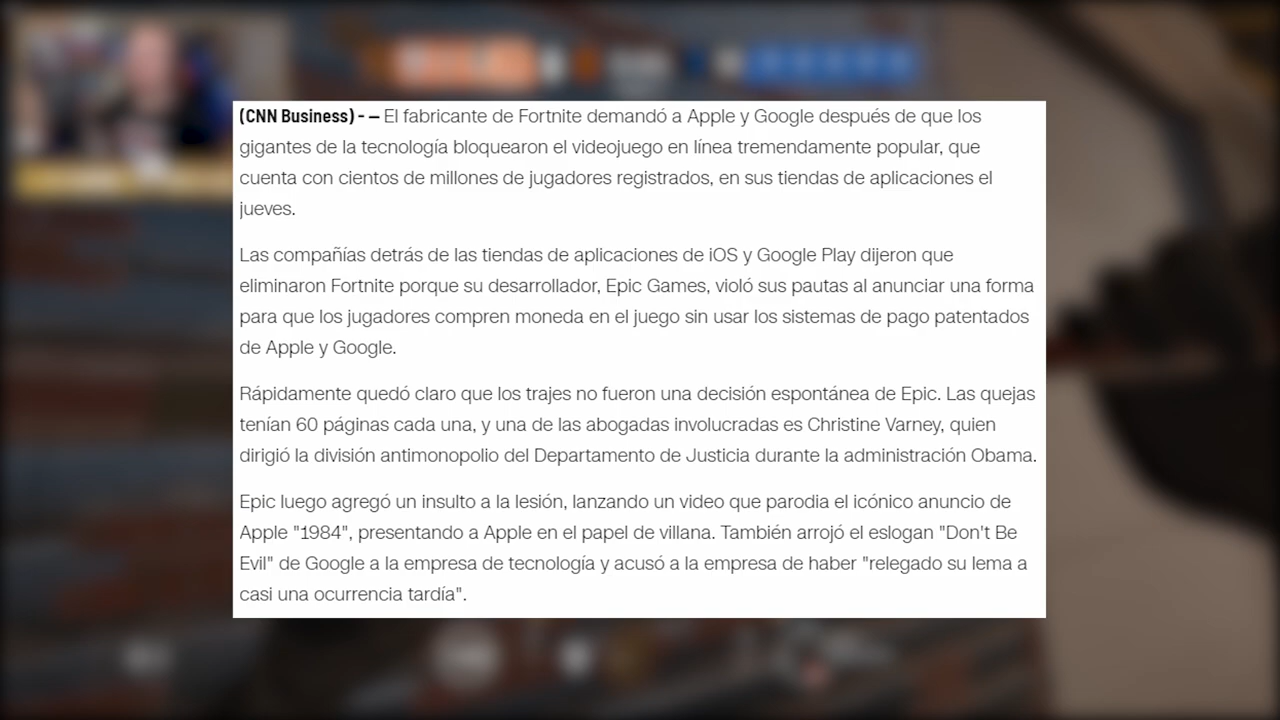 (CNN Business) - — El fabricante de Fortnite demandó a Apple y Google después de que los
gigantes de la tecnología bloquearon el videojuego en línea tremendamente popular, que
cuenta con cientos de millones de jugadores registrados, en sus tiendas de aplicaciones el
jueves.
Las compañías detrás de las tiendas de aplicaciones de iOS y Google Play dijeron que
eliminaron Fortnite porque su desarrollador, Epic Games, violó sus pautas al anunciar una forma
para que los jugadores compren moneda en el juego sin usar los sistemas de pago patentados
de Apple y Google.
Rápidamente quedó claro que los trajes no fueron una decisión espontánea de Epic. Las quejas
tenían 60 páginas cada una, y una de las abogadas involucradas es Christine Varney, quien
dirigió la división antimonopolio del Departamento de Justicia durante la administración Obama.
Epic luego agregó un insulto a la lesión, lanzando un video que parodia el icónico anuncio de
Apple "1984", presentando a Apple en el papel de villana. También arrojó el eslogan "Don't Be
Evil" de Google a la empresa de tecnología y acusó a la empresa de haber "relegado su lema a
casi una ocurrencia tardía".